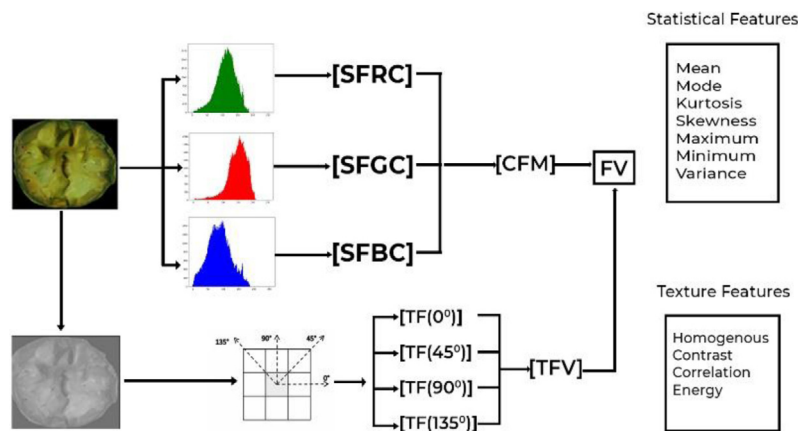 Statistical Features
[SFRC]
[SFGC]
[SFBC]
[CFM]
FV
Mean
Mode
Kurtosis
Skewness
Maximum
Minimum
Variance
Texture Features
135°
90°
45°
0°
[TF(0⁰)]
[TF(45⁰)]
[TF(90⁰)]
[TF(135⁰)]
[TFV]
Homogenous
Contrast
Correlation
Energy